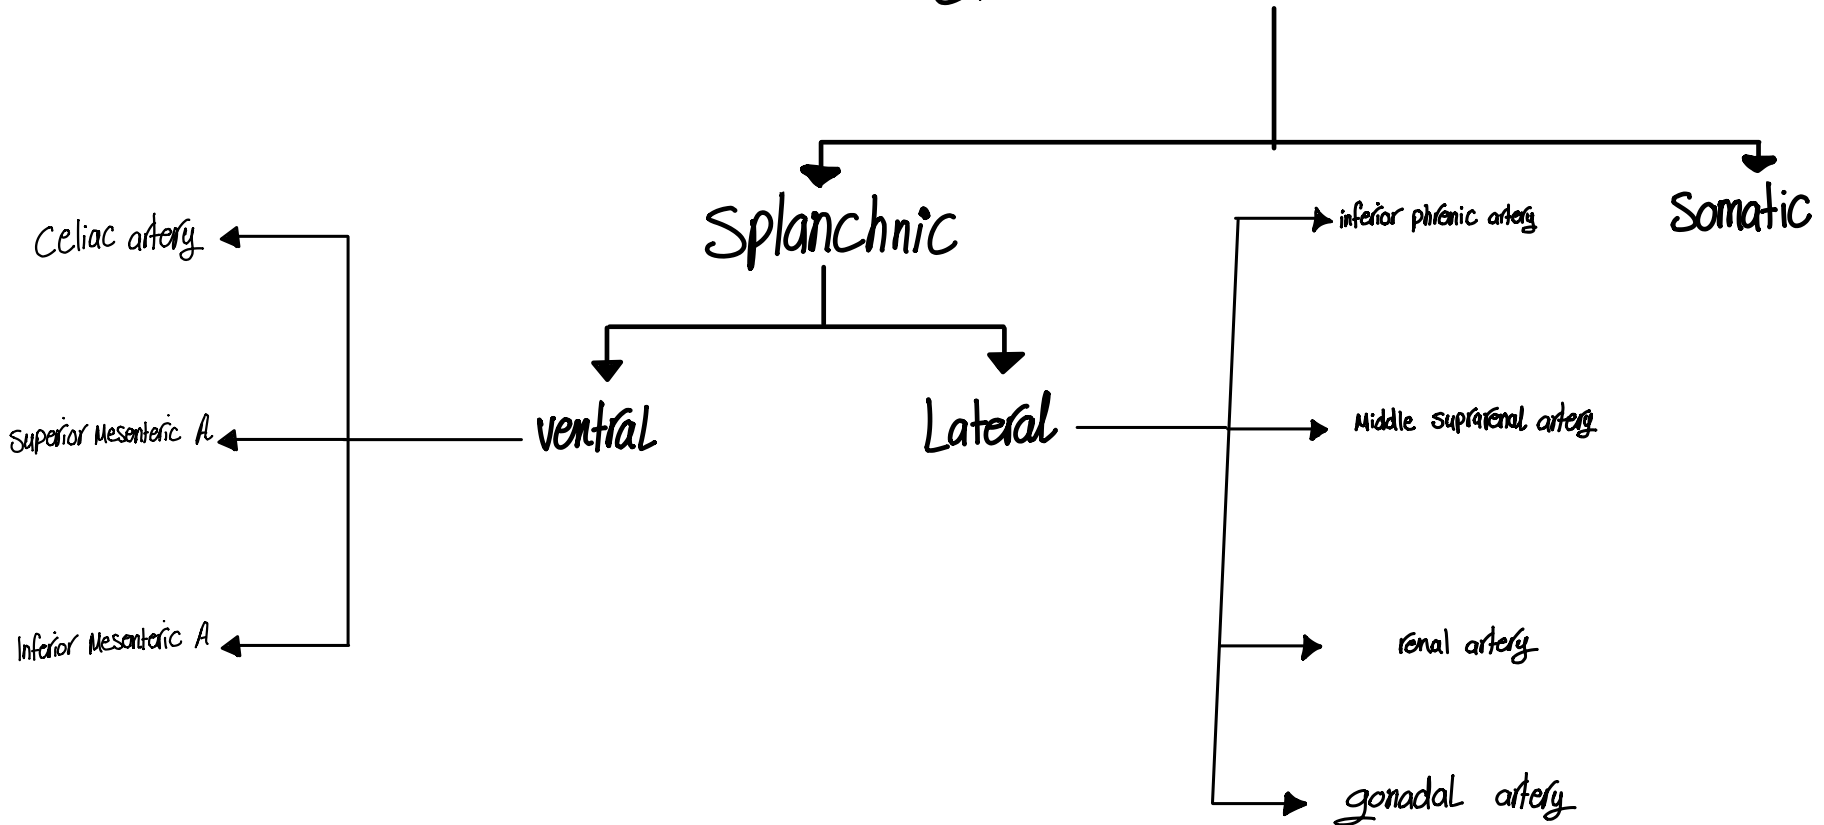 Splanchnic
Somatic
ventral
Lateral
Celiac artery
Superior Mesenteric A
Inferior Mesenteric A
inferior phrenic artery
Middle suprarenal artery
renal artery
gonadal artery